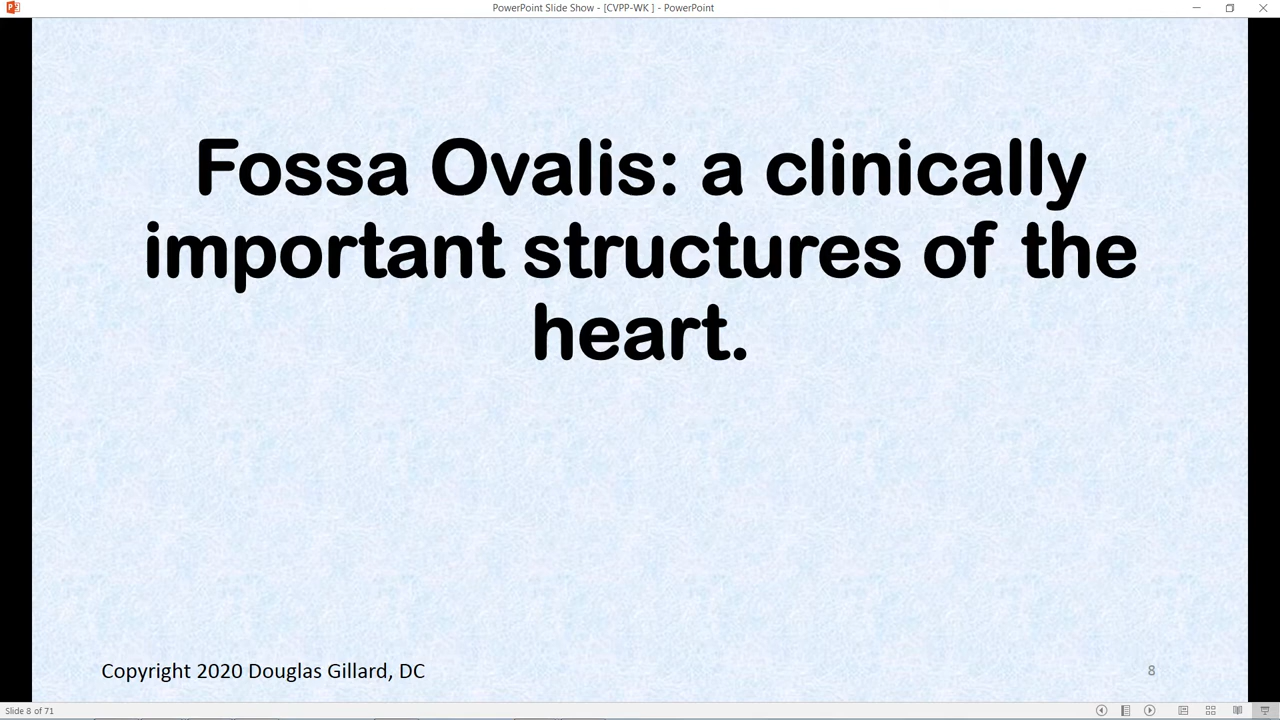 PowerPoint Slide Show - [CVPP-WK ] - PowerPoint
Fossa Ovalis: a clinically
important structures of the
heart.
Copyright 2020 Douglas Gillard, DC
8
Slide 8 of 71